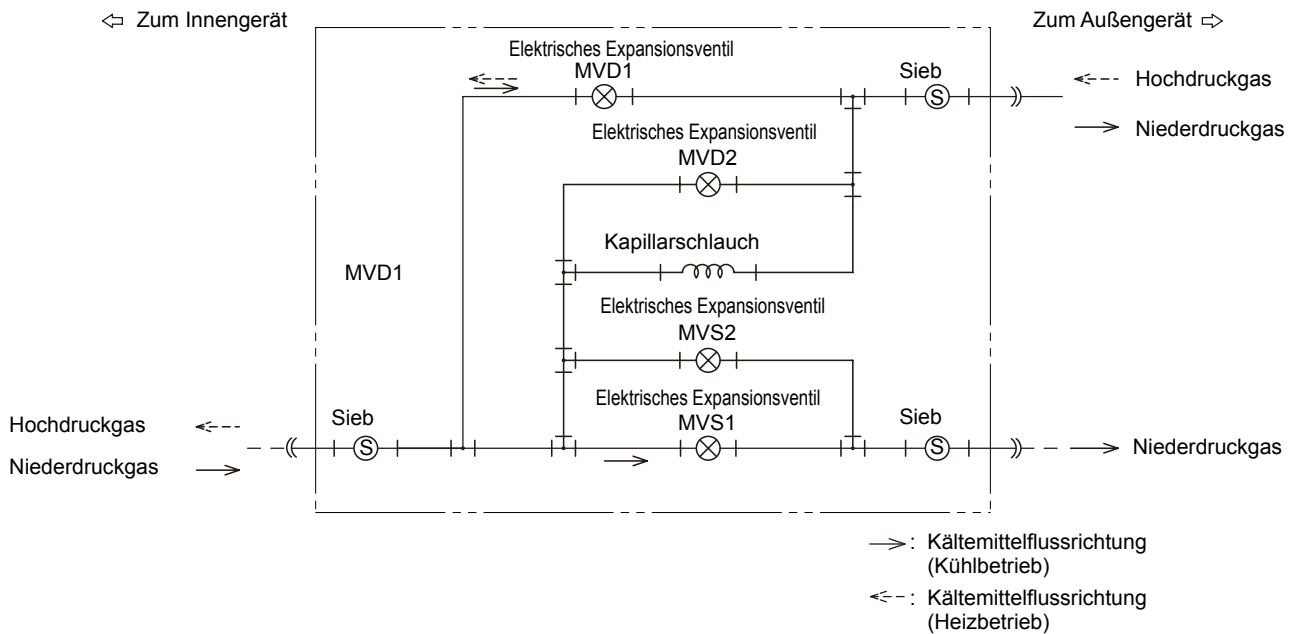 Zum Innengerät
Zum Außengerät
Elektrisches Expansionsventil
MVD1
Sieb
Hochdruckgas
Niederdruckgas
Elektrisches Expansionsventil
MVD2
Kapillarschlauch
MVD1
Elektrisches Expansionsventil
MVS2
Elektrisches Expansionsventil
MVS1
Sieb
Sieb
Hochdruckgas
Niederdruckgas
Niederdruckgas
S
S
S
: Kältemittelflussrichtung
(Kühlbetrieb)
: Kältemittelflussrichtung
(Heizbetrieb)